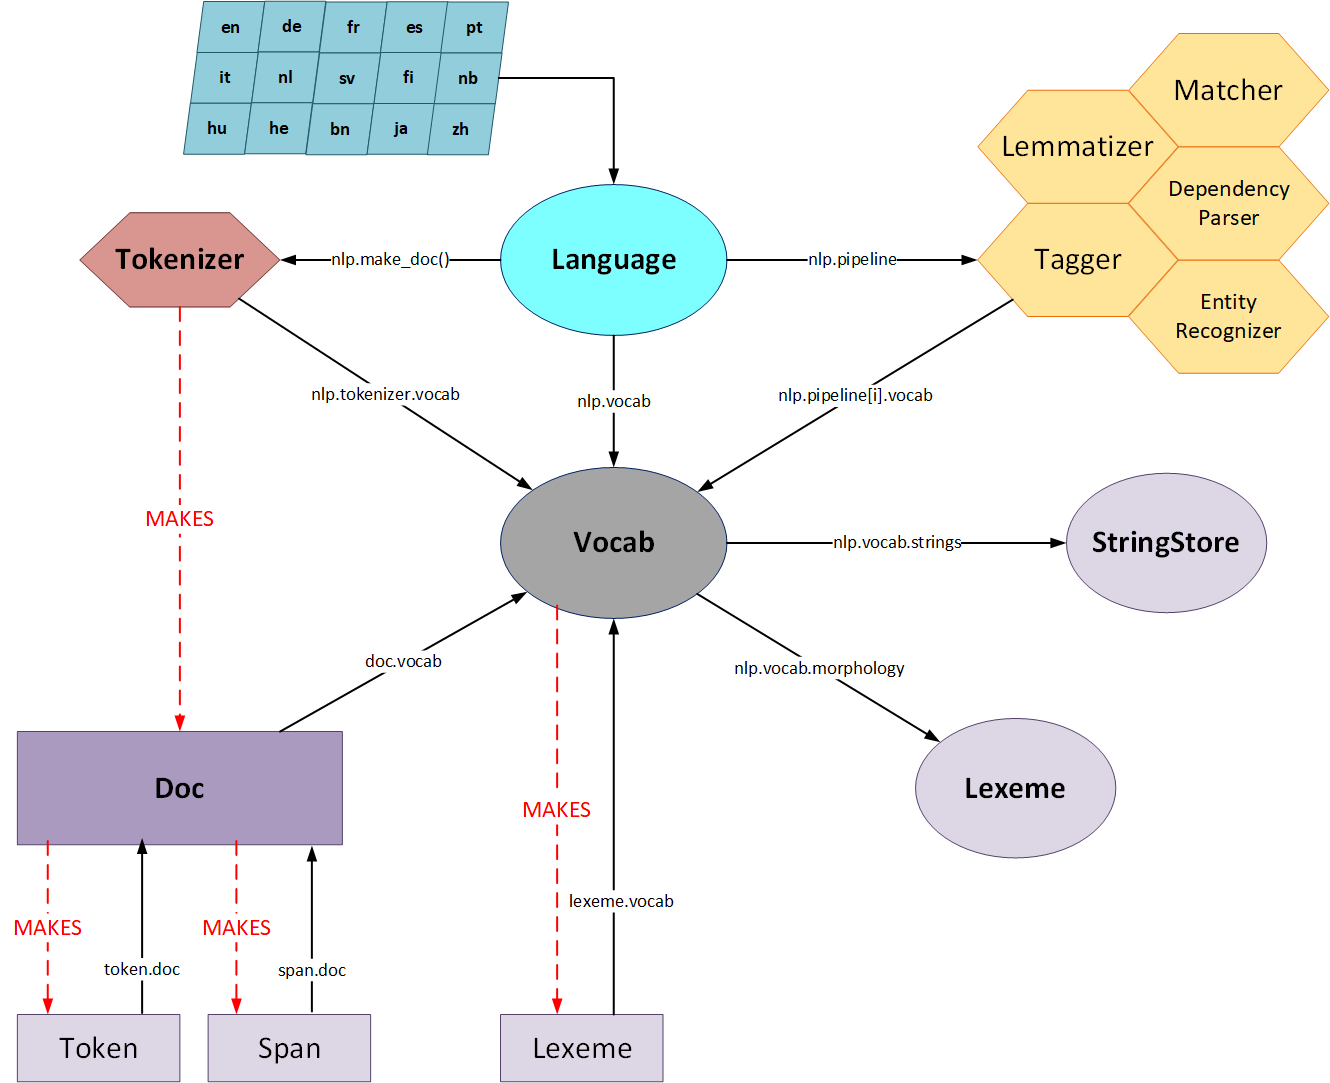 en de fr es pt
it nl sv fi nb
hu he bn ja zh
Matcher
Lemmatizer
Dependency
Parser
Tokenizer
nlp.make_doc()
Language
nlp.pipeline
Tagger
Entity
Recognizer
nlp.tokenizer.vocab
nlp.vocab
nlp.pipeline[i].vocab
MAKES
Vocab
nlp.vocab.strings
StringStore
doc.vocab
nlp.vocab.morphology
Doc
MAKES
Lexeme
MAKES
MAKES
lexeme.vocab
token.doc
span.doc
Token
Span
Lexeme